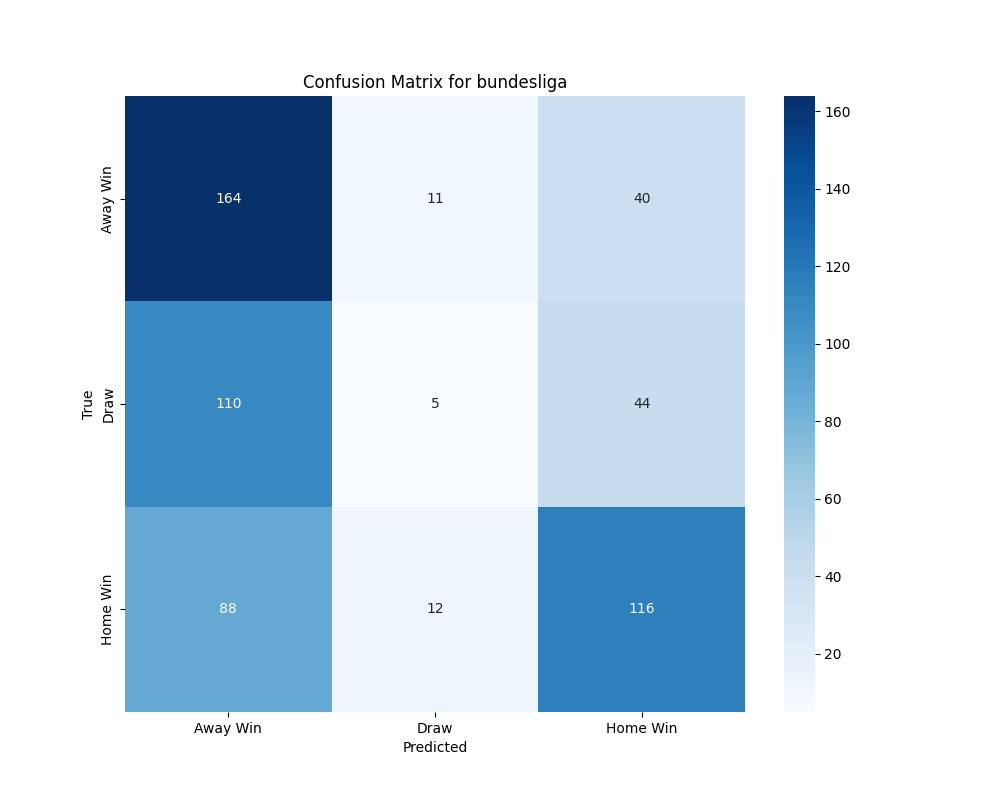 Confusion Matrix for bundesliga
True
Away Win
164
11
40
Draw
110
5
44
Home Win
88
12
116
Away Win
Draw
Home Win
Predicted
160
140
120
100
80
60
40
20